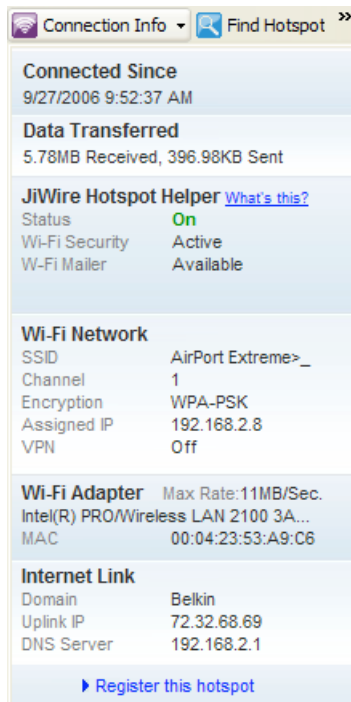 Connection Info Find Hotspot »
Connected Since
9/27/2006 9:52:37 AM
Data Transferred
5.78MB Received, 396.98KB Sent
JiWire Hotspot Helper What's this?
Status On
Wi-Fi Security Active
W-Fi Mailer Available
Wi-Fi Network
SSID AirPort Extreme>_
Channel 1
Encryption WPA-PSK
Assigned IP 192.168.2.8
VPN Off
Wi-Fi Adapter Max Rate:11MB/Sec.
Intel(R) PRO/Wireless LAN 2100 3A...
MAC 00:04:23:53:A9:C6
Internet Link
Domain Belkin
Uplink IP 72.32.68.69
DNS Server 192.168.2.1
Register this hotspot